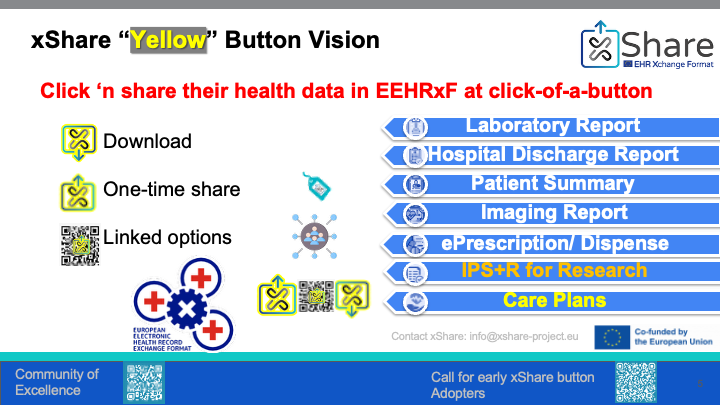 xShare “Yellow” Button Vision
Share
EHR Xchange Format
Click ‘n share their health data in EEHRxF at click-of-a-button
Download
One-time share
Linked options
Laboratory Report
Hospital Discharge Report
Patient Summary
Imaging Report
ePrescription/ Dispense
IPS+R for Research
Care Plans
EUROPEAN
ELECTRONIC
HEALTH RECORD
EXCHANGE FORMAT
Contact xShare: info@xshare-project.eu
Co-funded by
the European Union
Community of
Excellence
Call for early xShare button
Adopters